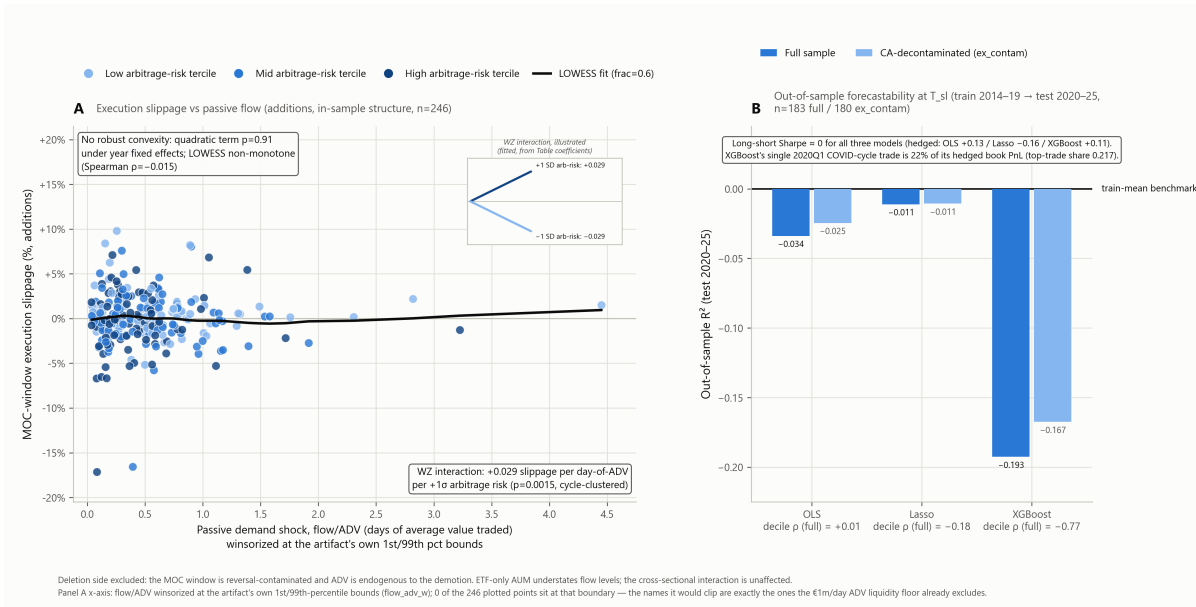 Low arbitrage-risk tercile
Mid arbitrage-risk tercile
High arbitrage-risk tercile
LOWESS fit (frac=0.6)
A
Execution slippage vs passive flow (additions, in-sample structure, n=246)
No robust convexity: quadratic term p=0.91
under year fixed effects; LOWESS non-monotone
(Spearman ρ=−0.015)
WZ interaction, illustrated
(fitted, from Table coefficients)
+1 SD arb-risk: +0.029
−1 SD arb-risk: −0.029
WZ interaction: +0.029 slippage per day-of-ADV
per +1σ arbitrage risk (p=0.0015, cycle-clustered)
MOC-window execution slippage (%, additions)
+20%
+15%
+10%
+5%
0%
-5%
-10%
-15%
-20%
0.0
0.5
1.0
1.5
2.0
2.5
3.0
3.5
4.0
4.5
Passive demand shock, flow/ADV (days of average value traded)
winsorized at the artifact's own 1st/99th pct bounds
Full sample
CA-decontaminated (ex_contam)
B
Out-of-sample forecastability at T_sl (train 2014–19 → test 2020–25,
n=183 full / 180 ex_contam)
Long-short Sharpe = 0 for all three models (hedged: OLS +0.13 / Lasso −0.16 / XGBoost +0.11).
XGBoost's single 2020Q1 COVID-cycle trade is 22% of its hedged book PnL (top-trade share 0.217).
train-mean benchmark
Out-of-sample R² (test 2020–25)
0.00
−0.05
−0.10
−0.15
−0.20
−0.034
−0.025
−0.011
−0.011
−0.193
−0.167
OLS
decile ρ (full) = +0.01
Lasso
decile ρ (full) = −0.18
XGBoost
decile ρ (full) = −0.77
Deletion side excluded: the MOC window is reversal-contaminated and ADV is endogenous to the demotion. ETF-only AUM understates flow levels; the cross-sectional interaction is unaffected.
Panel A x-axis: flow/ADV winsorized at the artifact's own 1st/99th-percentile bounds (flow_adv_w); 0 of the 246 plotted points sit at that boundary — the names it would clip are exactly the ones the €1m/day ADV liquidity floor already excludes.